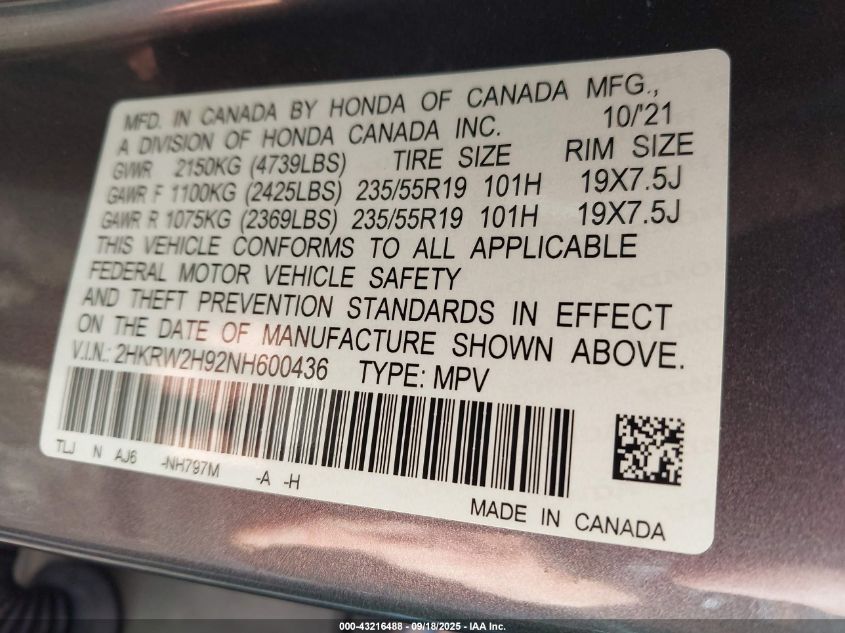 MFD. IN CANADA BY HONDA OF CANADA MFG.,
A DIVISION OF HONDA CANADA INC. 10/'21
GVWR 2150KG (4739LBS) TIRE SIZE RIM SIZE
GAWR F 1100KG (2425LBS) 235/55R19 101H 19X7.5J
GAWR R 1075KG (2369LBS) 235/55R19 101H 19X7.5J
THIS VEHICLE CONFORMS TO ALL APPLICABLE
FEDERAL MOTOR VEHICLE SAFETY
AND THEFT PREVENTION STANDARDS IN EFFECT
ON THE DATE OF MANUFACTURE SHOWN ABOVE.
V.I.N.: 2HKRW2H92NH600436 TYPE: MPV
TLJ N AJ6 -NH797M -A -H
MADE IN CANADA
000-43216488 - 09/18/2025 - IAA Inc.